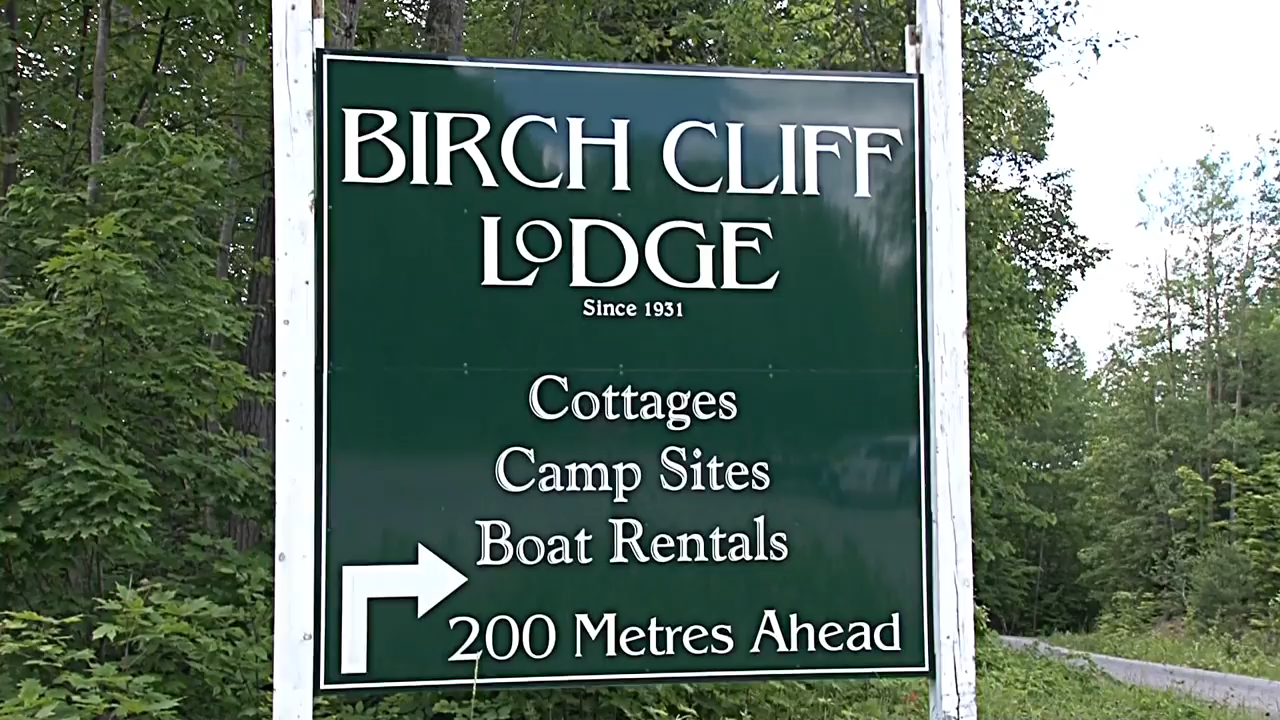 BIRCH CLIFF
LODGE
Since 1931
Cottages
Camp Sites
Boat Rentals
200 Metres Ahead